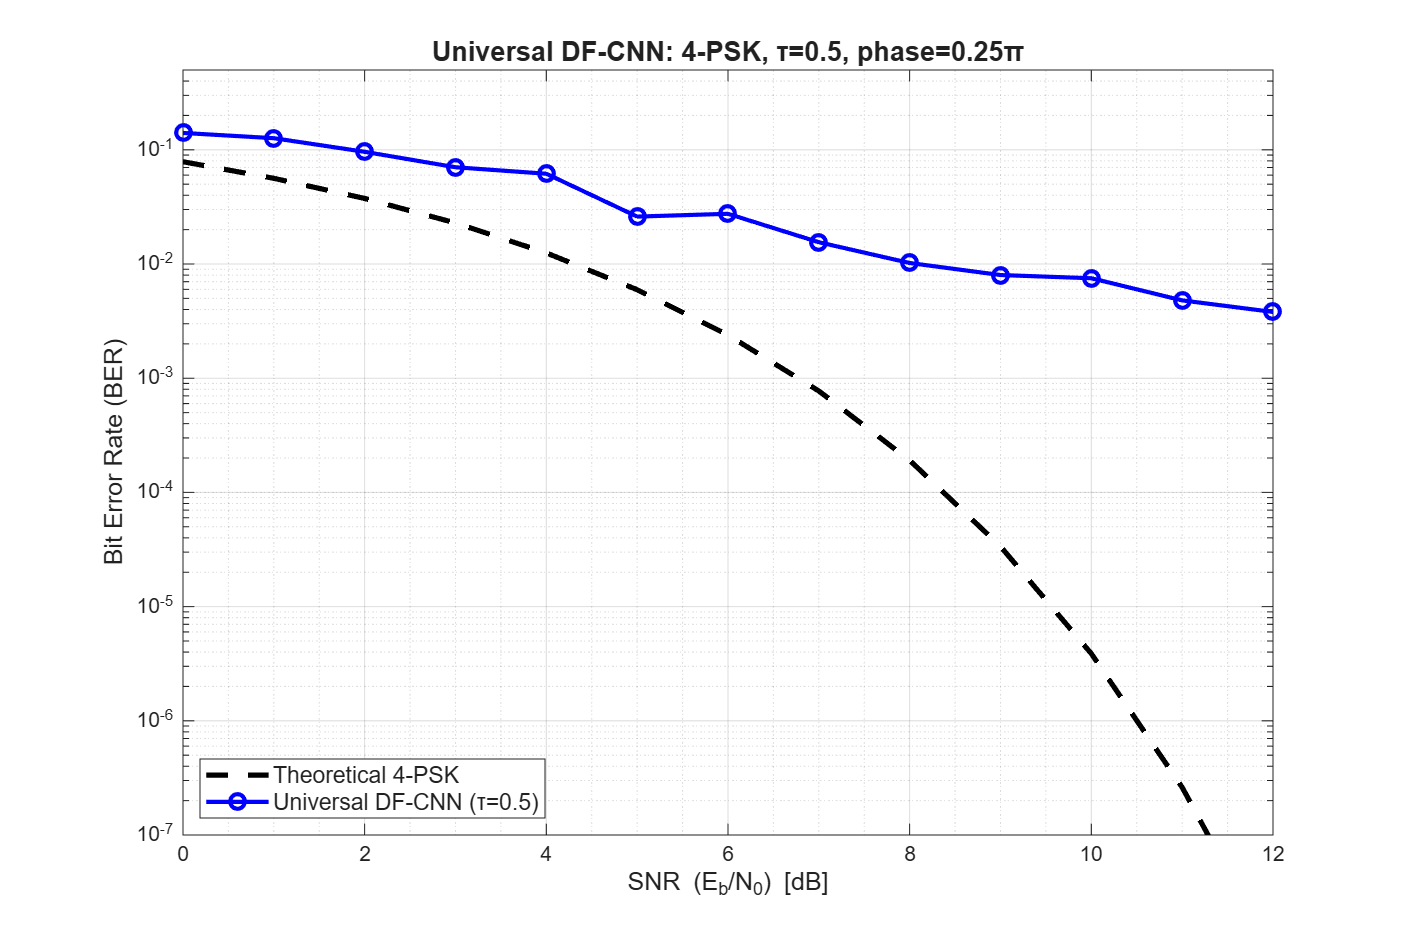 Universal DF-CNN: 4-PSK, τ=0.5, phase=0.25π
10⁻¹
10⁻²
10⁻³
10⁻⁴
10⁻⁵
10⁻⁶
10⁻⁷
Bit Error Rate (BER)
Theoretical 4-PSK
Universal DF-CNN (τ=0.5)
0 2 4 6 8 10 12
SNR (E_b/N_0) [dB]